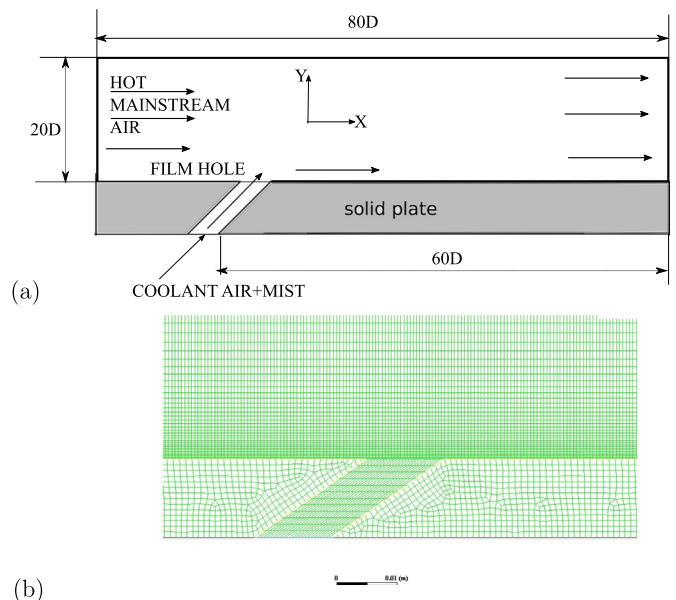 80D
20D
HOT
MAINSTREAM
AIR
Y
X
FILM HOLE
solid plate
60D
(a)
COOLANT AIR+MIST
0 0.01 (m)
(b)